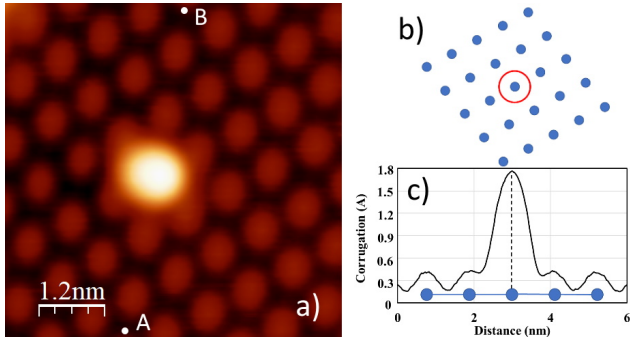 B
A
1.2nm
a)
b)
c)
Corrugation (A)
1.8
1.5
1.2
0.9
0.6
0.3
0
0 2 4 6
Distance (nm)